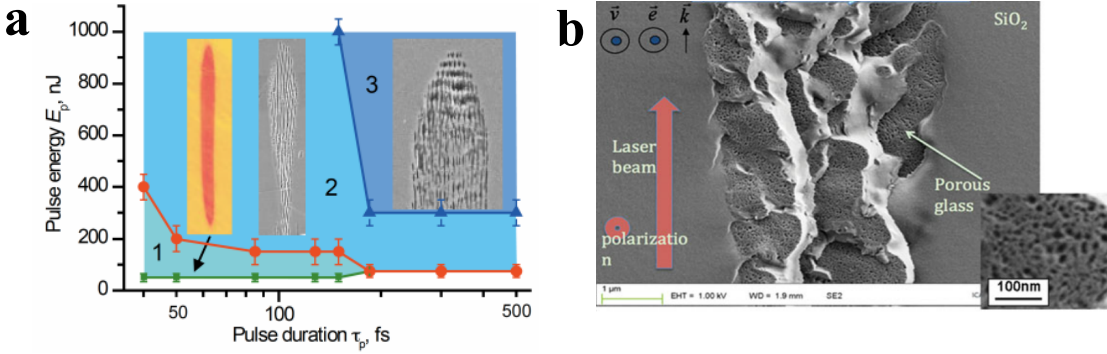 a
1000
800
600
400
200
0
Pulse energy Eₚ, nJ
1
2
3
50
100
500
Pulse duration τₚ, fs
b
v⃗ e⃗ k⃗
SiO₂
Laser
beam
Porous
glass
polarizatio
n
1 µm
EHT = 1.00 kV
WD = 1.9 mm
SE2
100nm